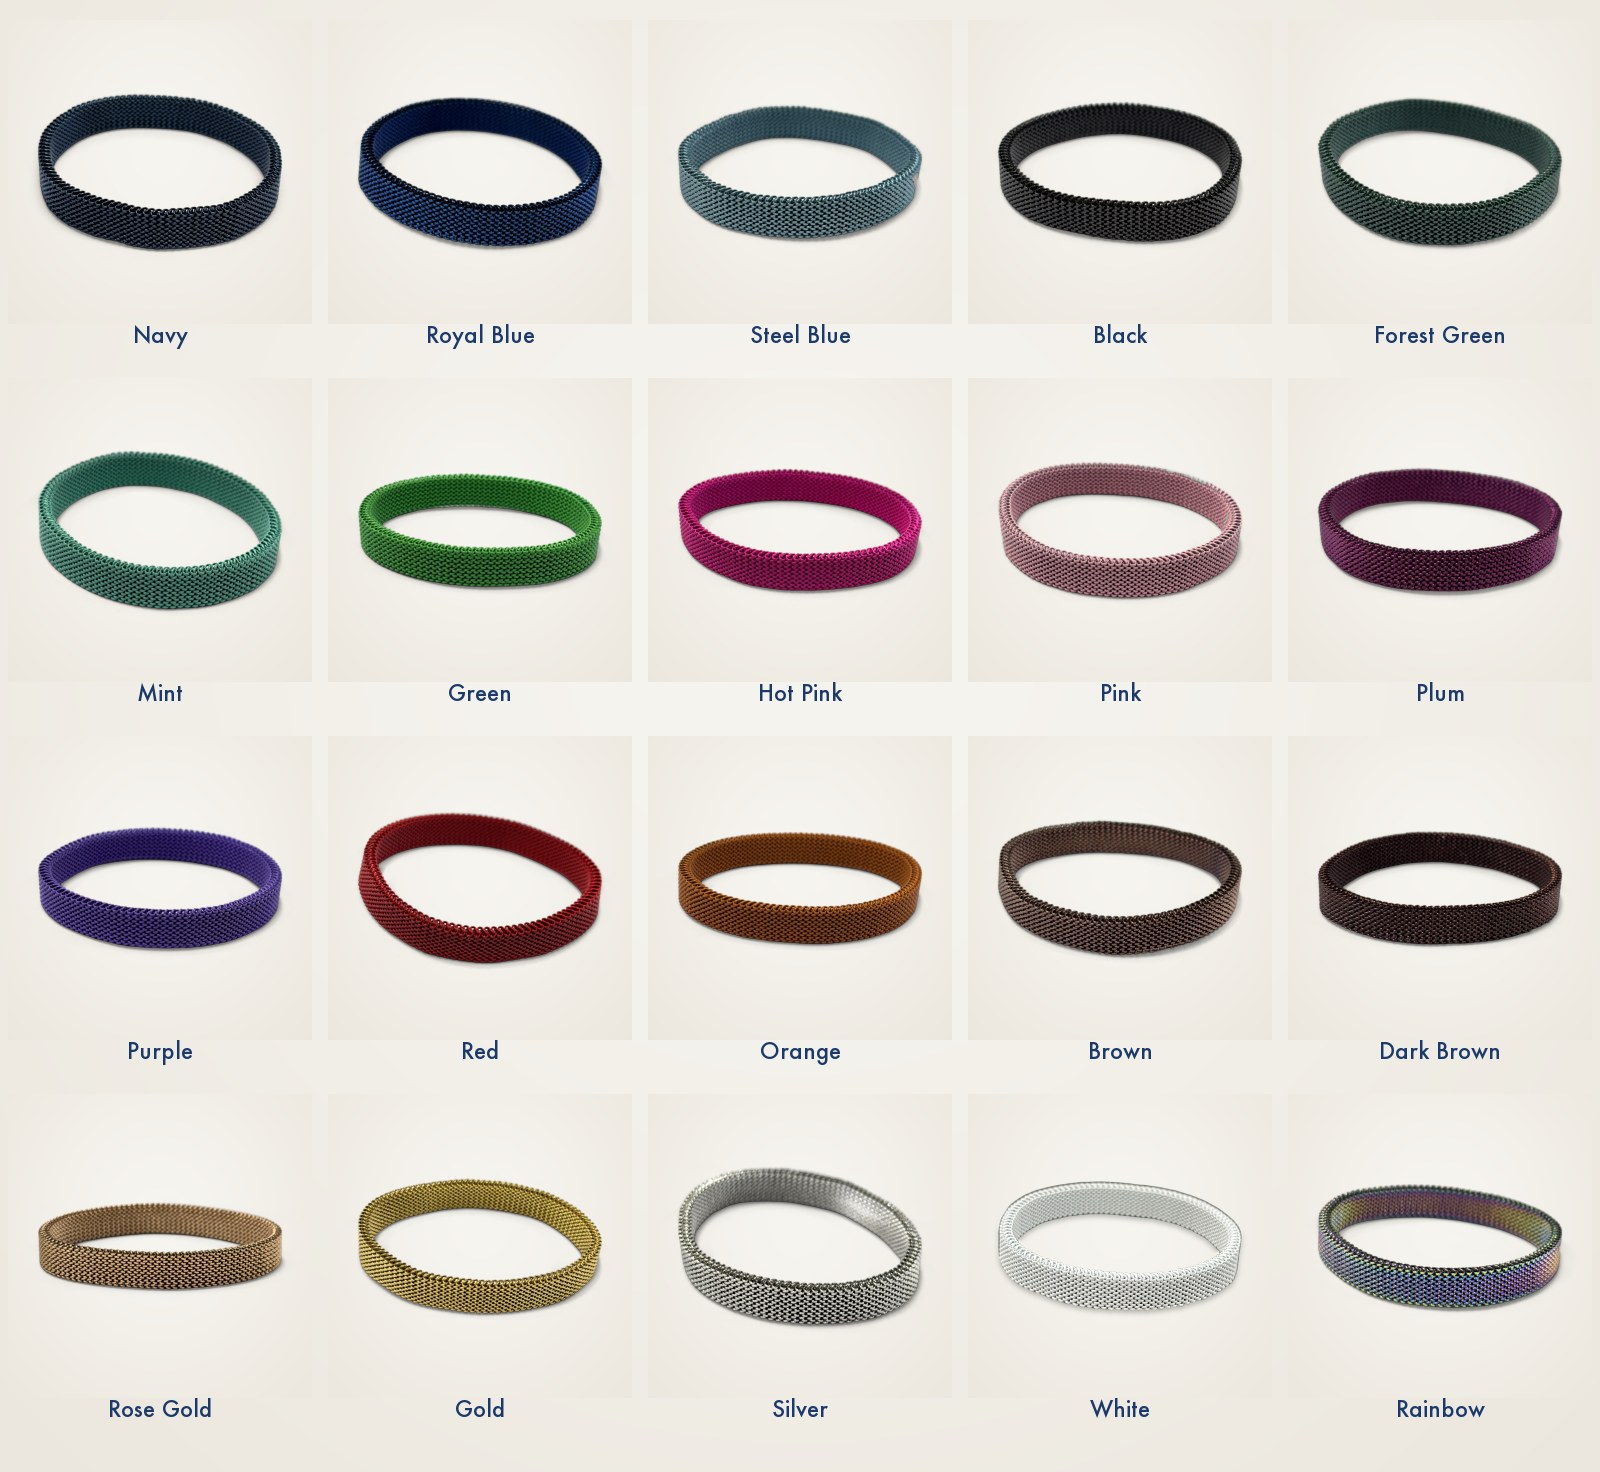 Navy
Royal Blue
Steel Blue
Black
Forest Green
Mint
Green
Hot Pink
Pink
Plum
Purple
Red
Orange
Brown
Dark Brown
Rose Gold
Gold
Silver
White
Rainbow